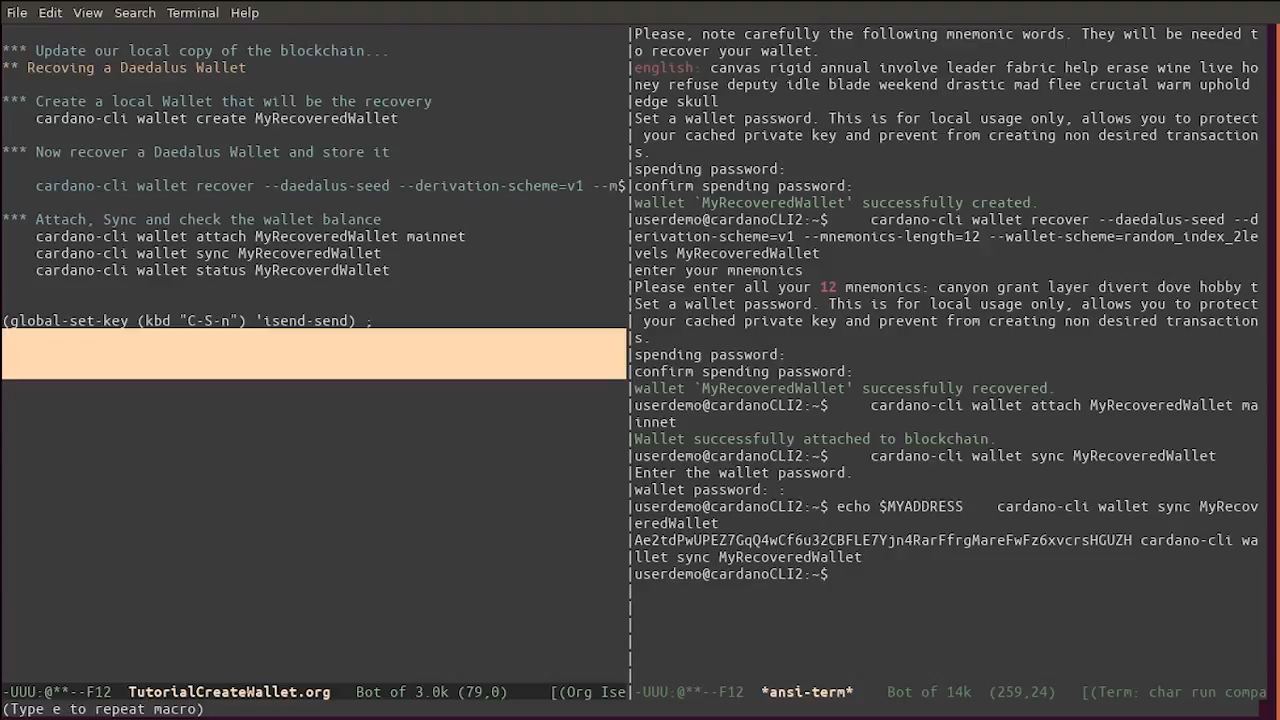 File Edit View Search Terminal Help
*** Update our local copy of the blockchain...
** Recoving a Daedalus Wallet
*** Create a local Wallet that will be the recovery
cardano-cli wallet create MyRecoveredWallet
*** Now recover a Daedalus Wallet and store it
cardano-cli wallet recover --daedalus-seed --derivation-scheme=v1 --m$
*** Attach, Sync and check the wallet balance
cardano-cli wallet attach MyRecoveredWallet mainnet
cardano-cli wallet sync MyRecoveredWallet
cardano-cli wallet status MyRecoverdWallet
(global-set-key (kbd "C-S-n") 'isend-send) ;
-UUU:@**--F12 TutorialCreateWallet.org Bot of 3.0k (79,0) [(Org Ise
|Please, note carefully the following mnemonic words. They will be needed t
|o recover your wallet.
|english: canvas rigid annual involve leader fabric help erase wine live ho
|ney refuse deputy idle blade weekend drastic mad flee crucial warm uphold
|edge skull
|Set a wallet password. This is for local usage only, allows you to protect
| your cached private key and prevent from creating non desired transaction
|s.
|spending password:
|confirm spending password:
|wallet `MyRecoveredWallet' successfully created.
|userdemo@cardanoCLI2:~$ cardano-cli wallet recover --daedalus-seed --d
|erivation-scheme=v1 --mnemonics-length=12 --wallet-scheme=random_index_2le
|vels MyRecoveredWallet
|enter your mnemonics
|Please enter all your 12 mnemonics: canyon grant layer divert dove hobby t
|Set a wallet password. This is for local usage only, allows you to protect
| your cached private key and prevent from creating non desired transaction
|s.
|spending password:
|confirm spending password:
|wallet `MyRecoveredWallet' successfully recovered.
|userdemo@cardanoCLI2:~$ cardano-cli wallet attach MyRecoveredWallet ma
|innet
|Wallet successfully attached to blockchain.
|userdemo@cardanoCLI2:~$ cardano-cli wallet sync MyRecoveredWallet
|Enter the wallet password.
|wallet password: :
|userdemo@cardanoCLI2:~$ echo $MYADDRESS cardano-cli wallet sync MyRecov
|eredWallet
|Ae2tdPwUPEZ7GqQ4wCf6u32CBFLE7Yjn4RarFfrgMareFwFz6xvcrsHGUZH cardano-cli wa
|llet sync MyRecoveredWallet
|userdemo@cardanoCLI2:~$
|-UUU:@**--F12 *ansi-term* Bot of 14k (259,24) [(Term: char run compa
(Type e to repeat macro)